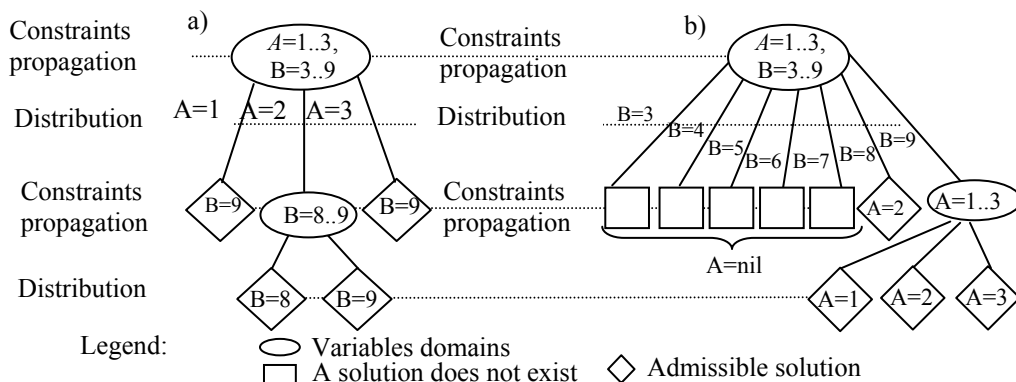 a)
b)
Constraints propagation
A=1..3, B=3..9
Constraints propagation
A=1..3, B=3..9
Distribution
A=1 A=2 A=3
Distribution
B=3 B=4 B=5 B=6 B=7 B=8 B=9
Constraints propagation
B=9 B=8..9 B=9
Constraints propagation
A=2 A=1..3
A=nil
Distribution
B=8 B=9
A=1 A=2 A=3
Legend:
Variables domains
A solution does not exist
Admissible solution